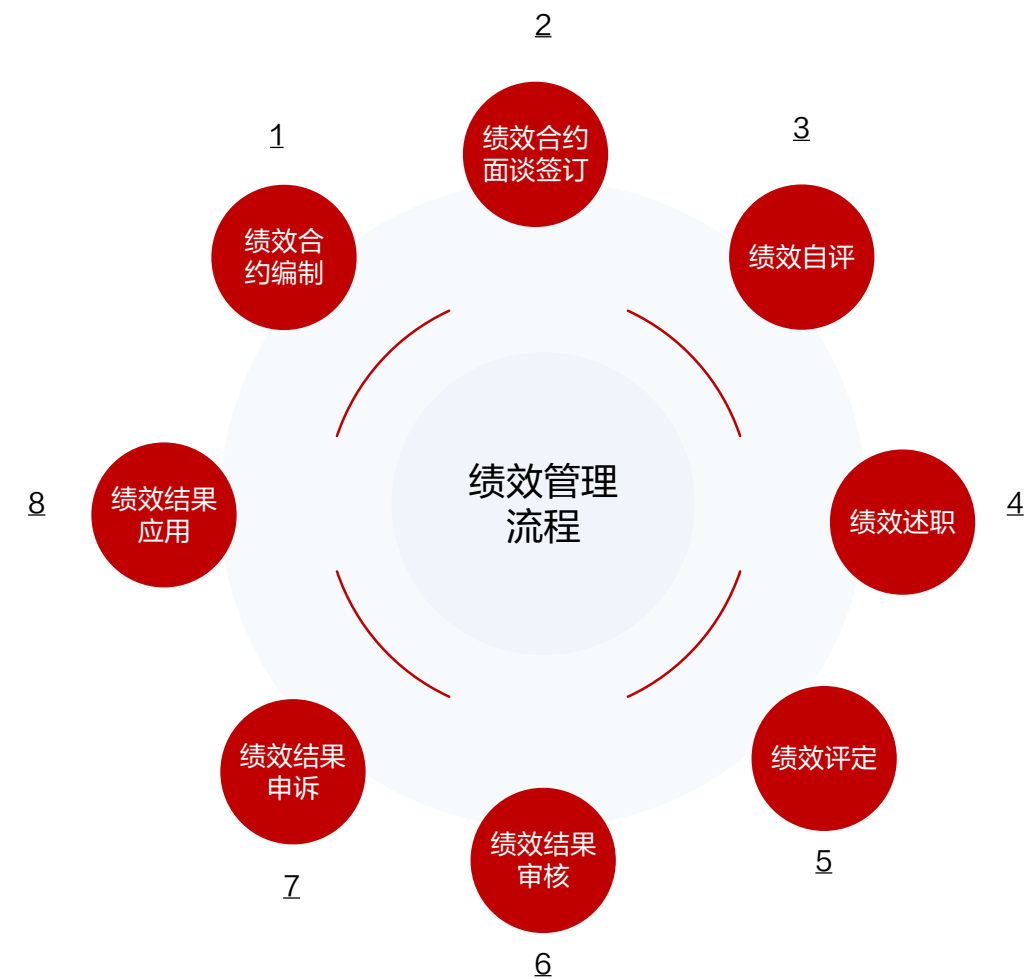 2
1
3
绩效合约
面谈签订
绩效合
约编制
绩效自评
绩效管理
流程
8
绩效结果
应用
绩效述职
4
绩效结果
申诉
绩效评定
7
绩效结果
审核
5
6